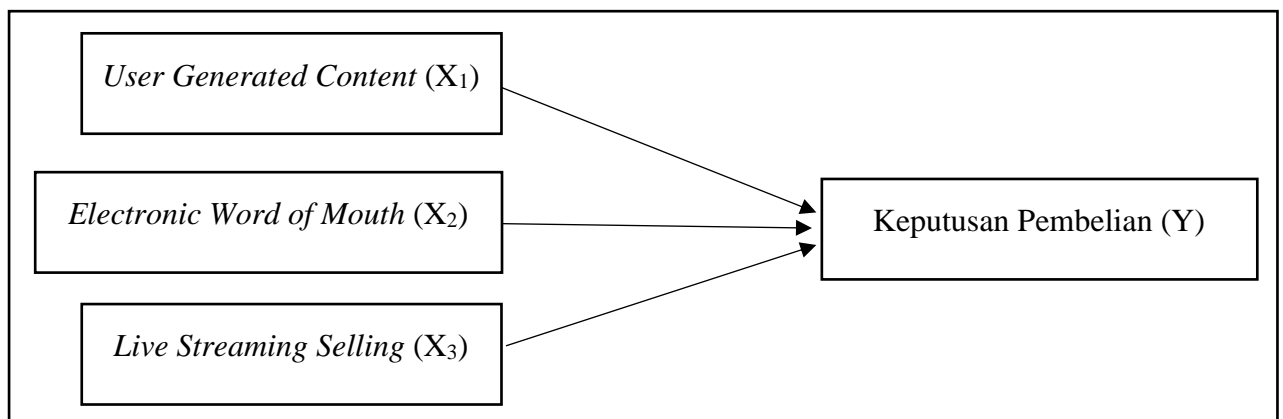 User Generated Content (X₁)
Electronic Word of Mouth (X₂)
Keputusan Pembelian (Y)
Live Streaming Selling (X₃)